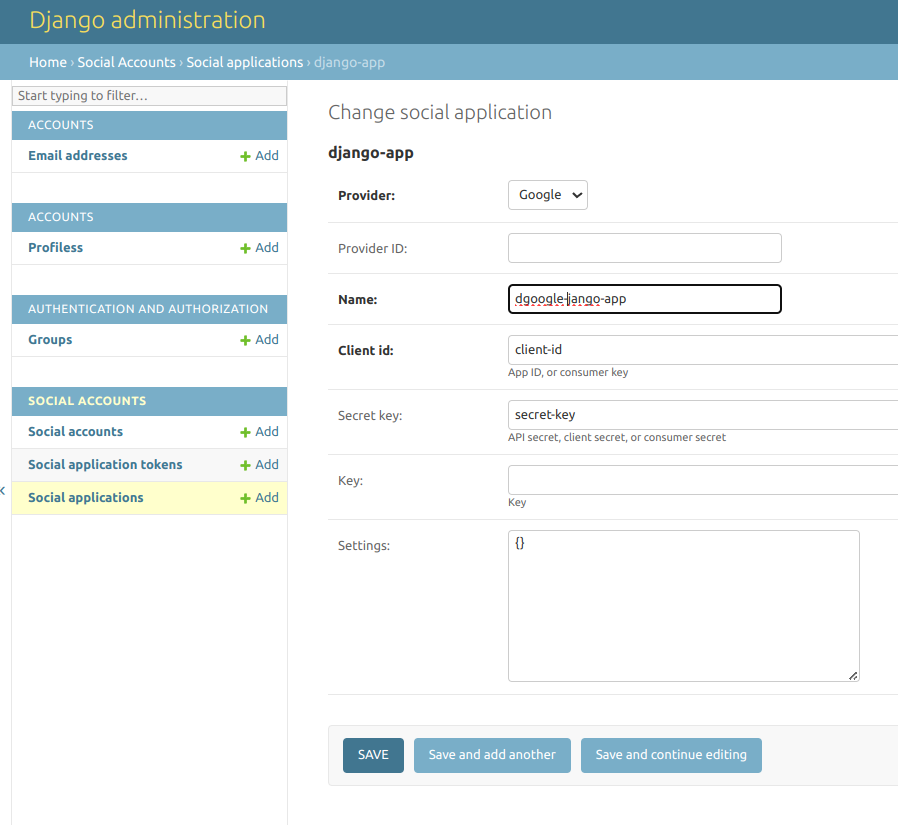 Django administration
Home › Social Accounts › Social applications › django-app
Start typing to filter…
ACCOUNTS
Email addresses + Add
ACCOUNTS
Profiless + Add
AUTHENTICATION AND AUTHORIZATION
Groups + Add
SOCIAL ACCOUNTS
Social accounts + Add
Social application tokens + Add
Social applications + Add
Change social application
django-app
Provider: Google
Provider ID:
Name: dgoogle-jango-app
Client id: client-id
App ID, or consumer key
Secret key: secret-key
API secret, client secret, or consumer secret
Key:
Key
Settings: {}
SAVE Save and add another Save and continue editing